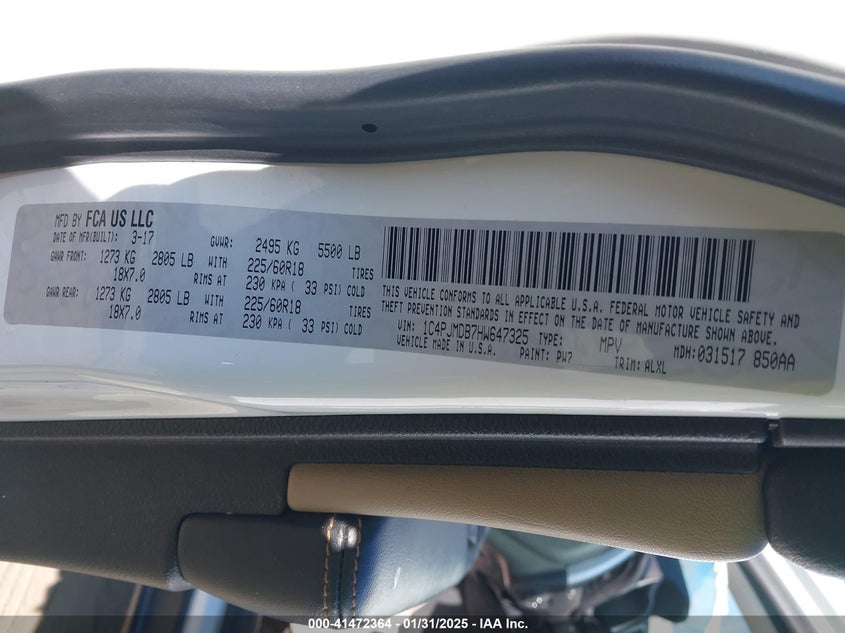 MFD BY FCA US LLC
DATE OF MFR(BUILT): 3-17 GVWR: 2495 KG 5500 LB
GAWR FRONT: 1273 KG 2805 LB WITH 225/60R18 TIRES
18X7.0 RIMS AT 230 KPA ( 33 PSI) COLD
GAWR REAR: 1273 KG 2805 LB WITH 225/60R18 TIRES
18X7.0 RIMS AT 230 KPA ( 33 PSI) COLD
THIS VEHICLE CONFORMS TO ALL APPLICABLE U.S.A. FEDERAL MOTOR VEHICLE SAFETY AND
THEFT PREVENTION STANDARDS IN EFFECT ON THE DATE OF MANUFACTURE SHOWN ABOVE.
VIN: 1C4PJMDB7HW647325 TYPE: MPV MDH:031517 850AA
VEHICLE MADE IN U.S.A. PAINT: PW7 TRIM: ALXL
000-41472364 - 01/31/2025 - IAA Inc.